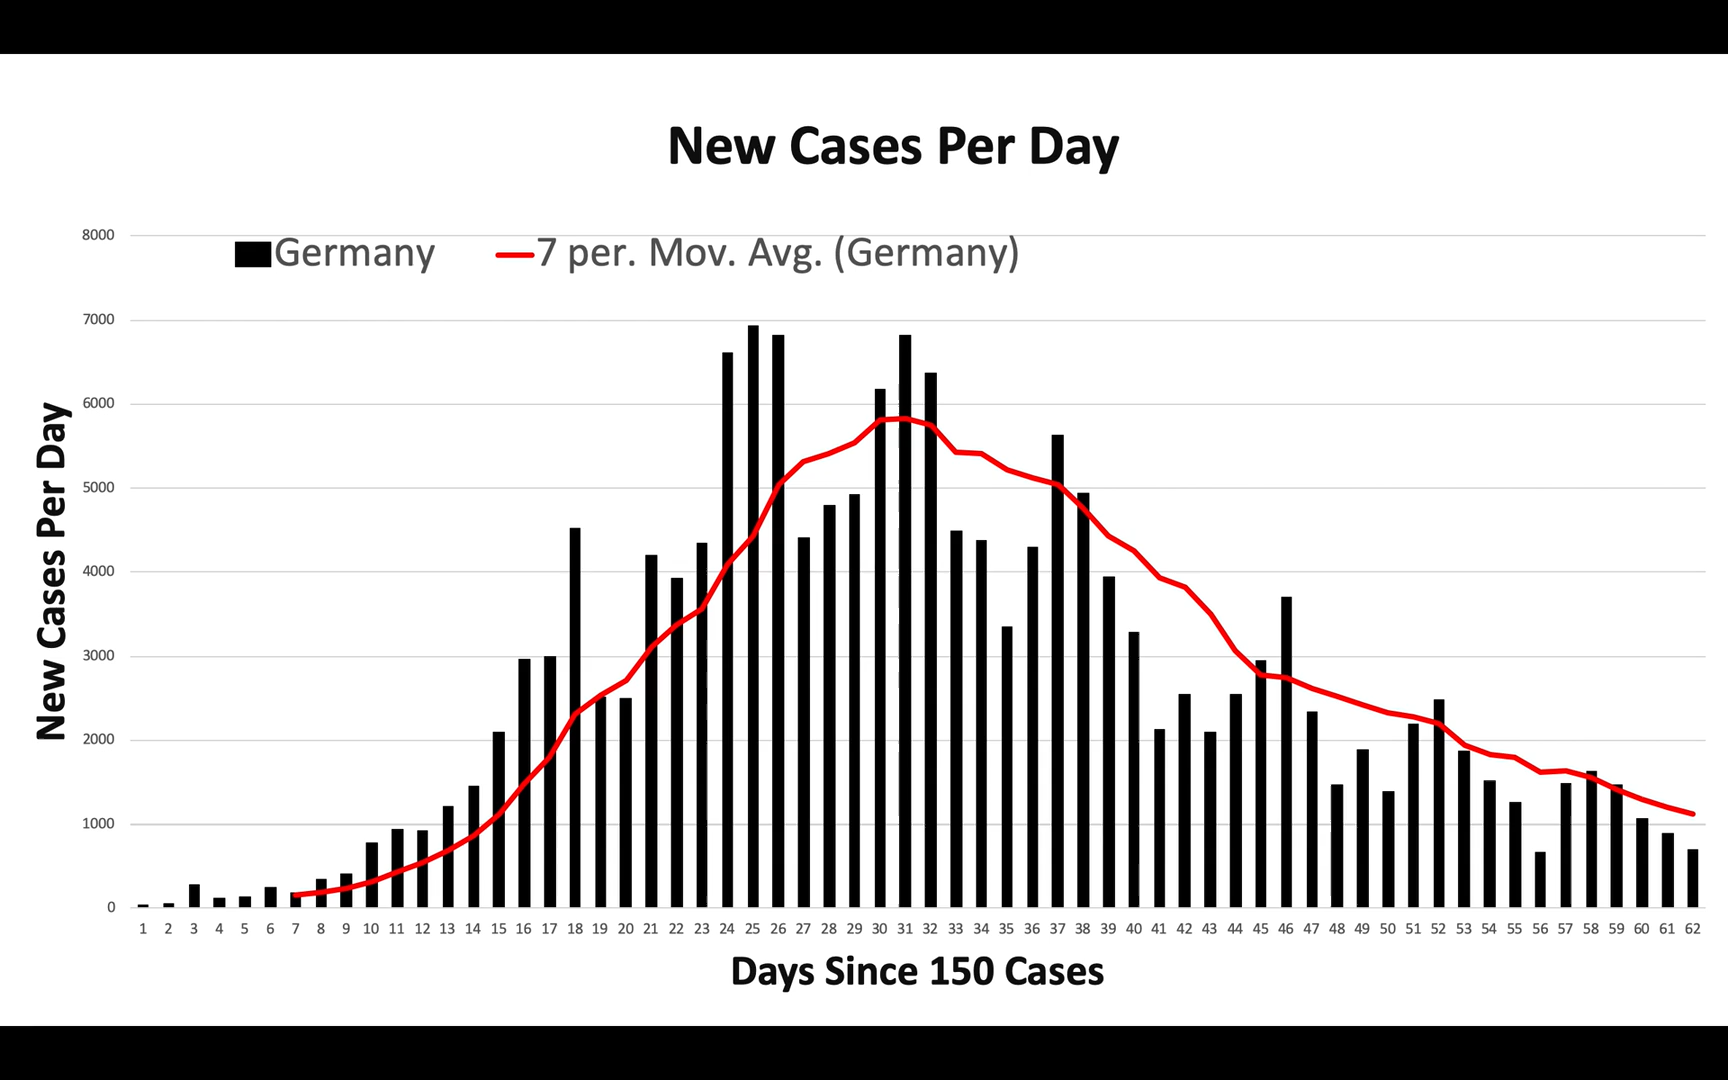 New Cases Per Day
Germany 7 per. Mov. Avg. (Germany)
8000
7000
6000
5000
4000
3000
2000
1000
0
New Cases Per Day
1 2 3 4 5 6 7 8 9 10 11 12 13 14 15 16 17 18 19 20 21 22 23 24 25 26 27 28 29 30 31 32 33 34 35 36 37 38 39 40 41 42 43 44 45 46 47 48 49 50 51 52 53 54 55 56 57 58 59 60 61 62
Days Since 150 Cases